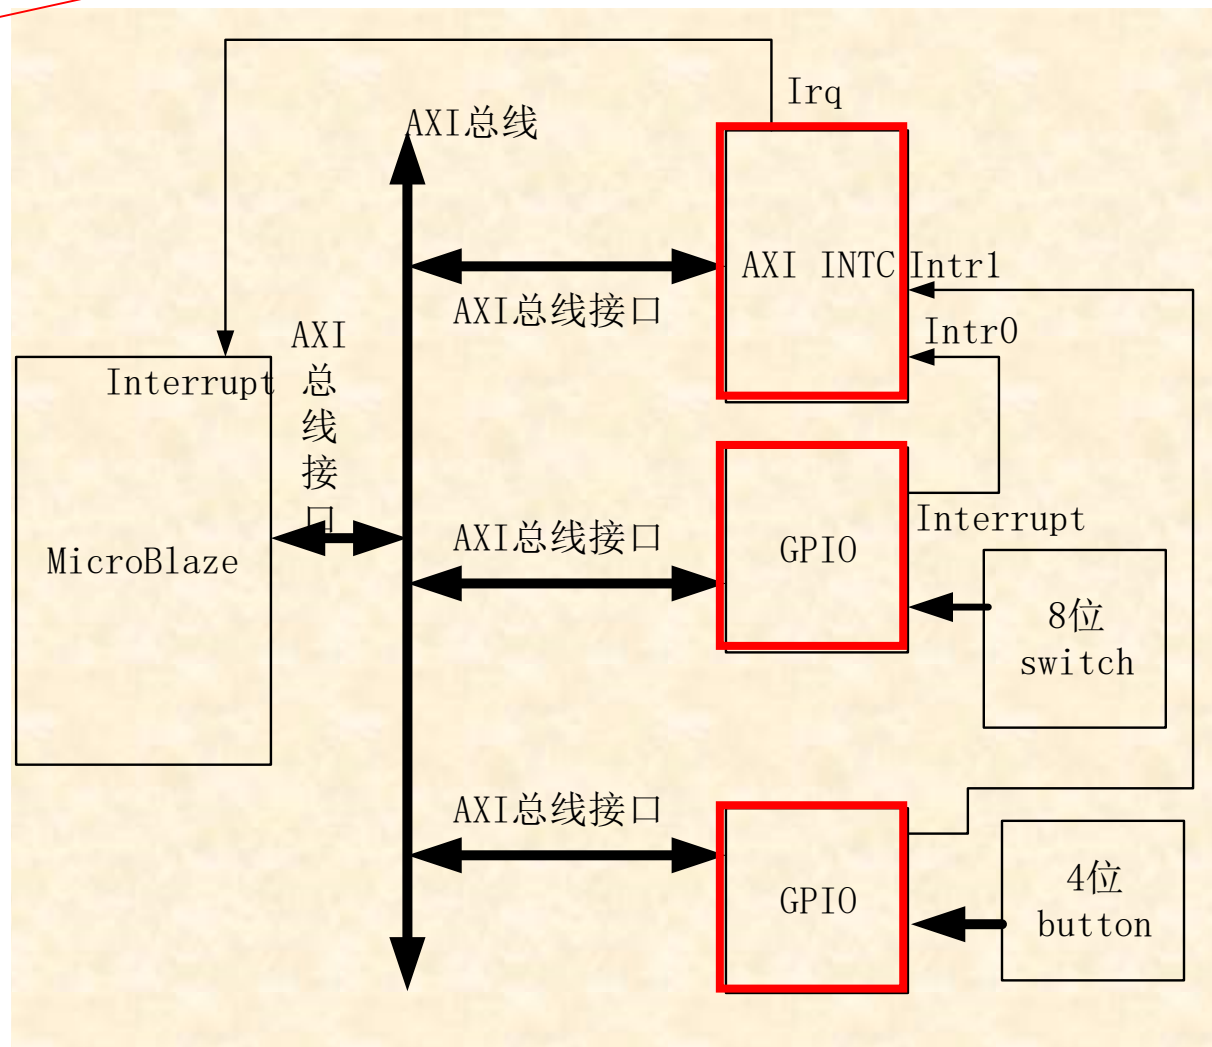 Irq
AXI总线
AXI INTC
Intr1
AXI总线接口
Intr0
AXI
总
线
接
口
Interrupt
MicroBlaze
AXI总线接口
GPIO
Interrupt
8位
switch
AXI总线接口
GPIO
4位
button